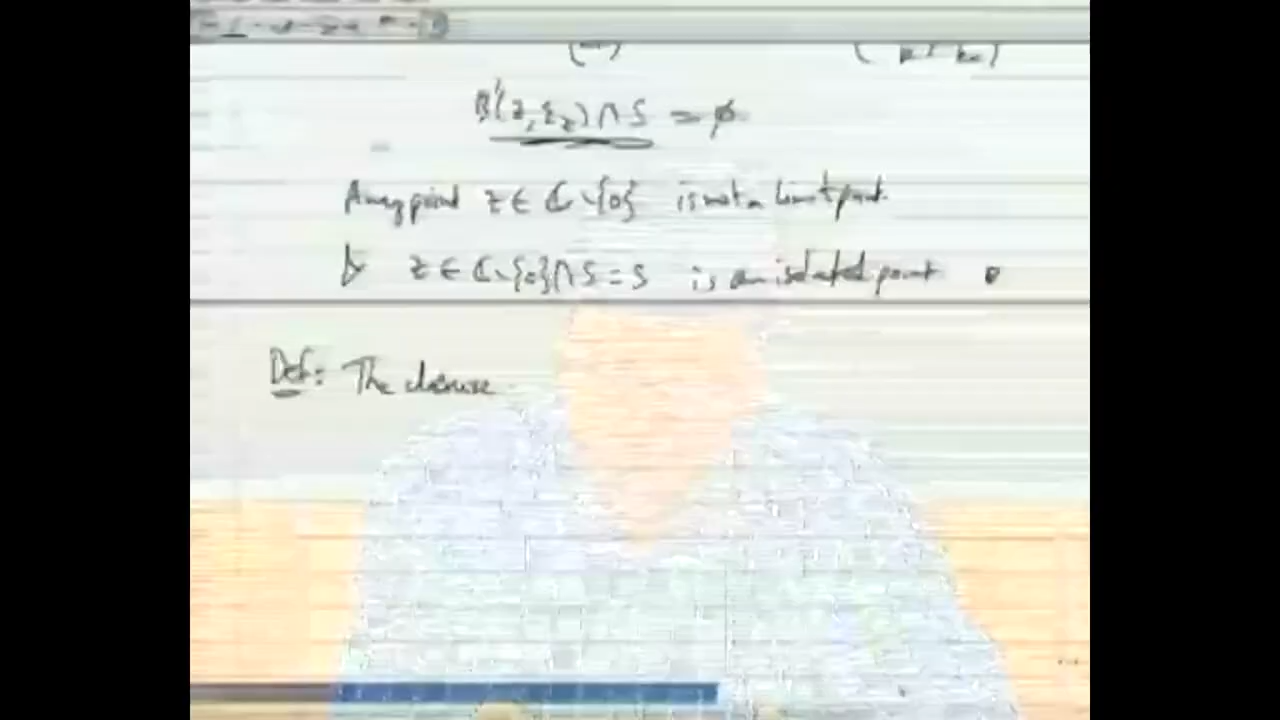 B'(z, ε_z) ∩ S = ∅
Any point z ∈ ℂ \ {0} is not a limit point.
& z ∈ ℂ \ {0} ∩ S = S is an isolated point
Def: The closure